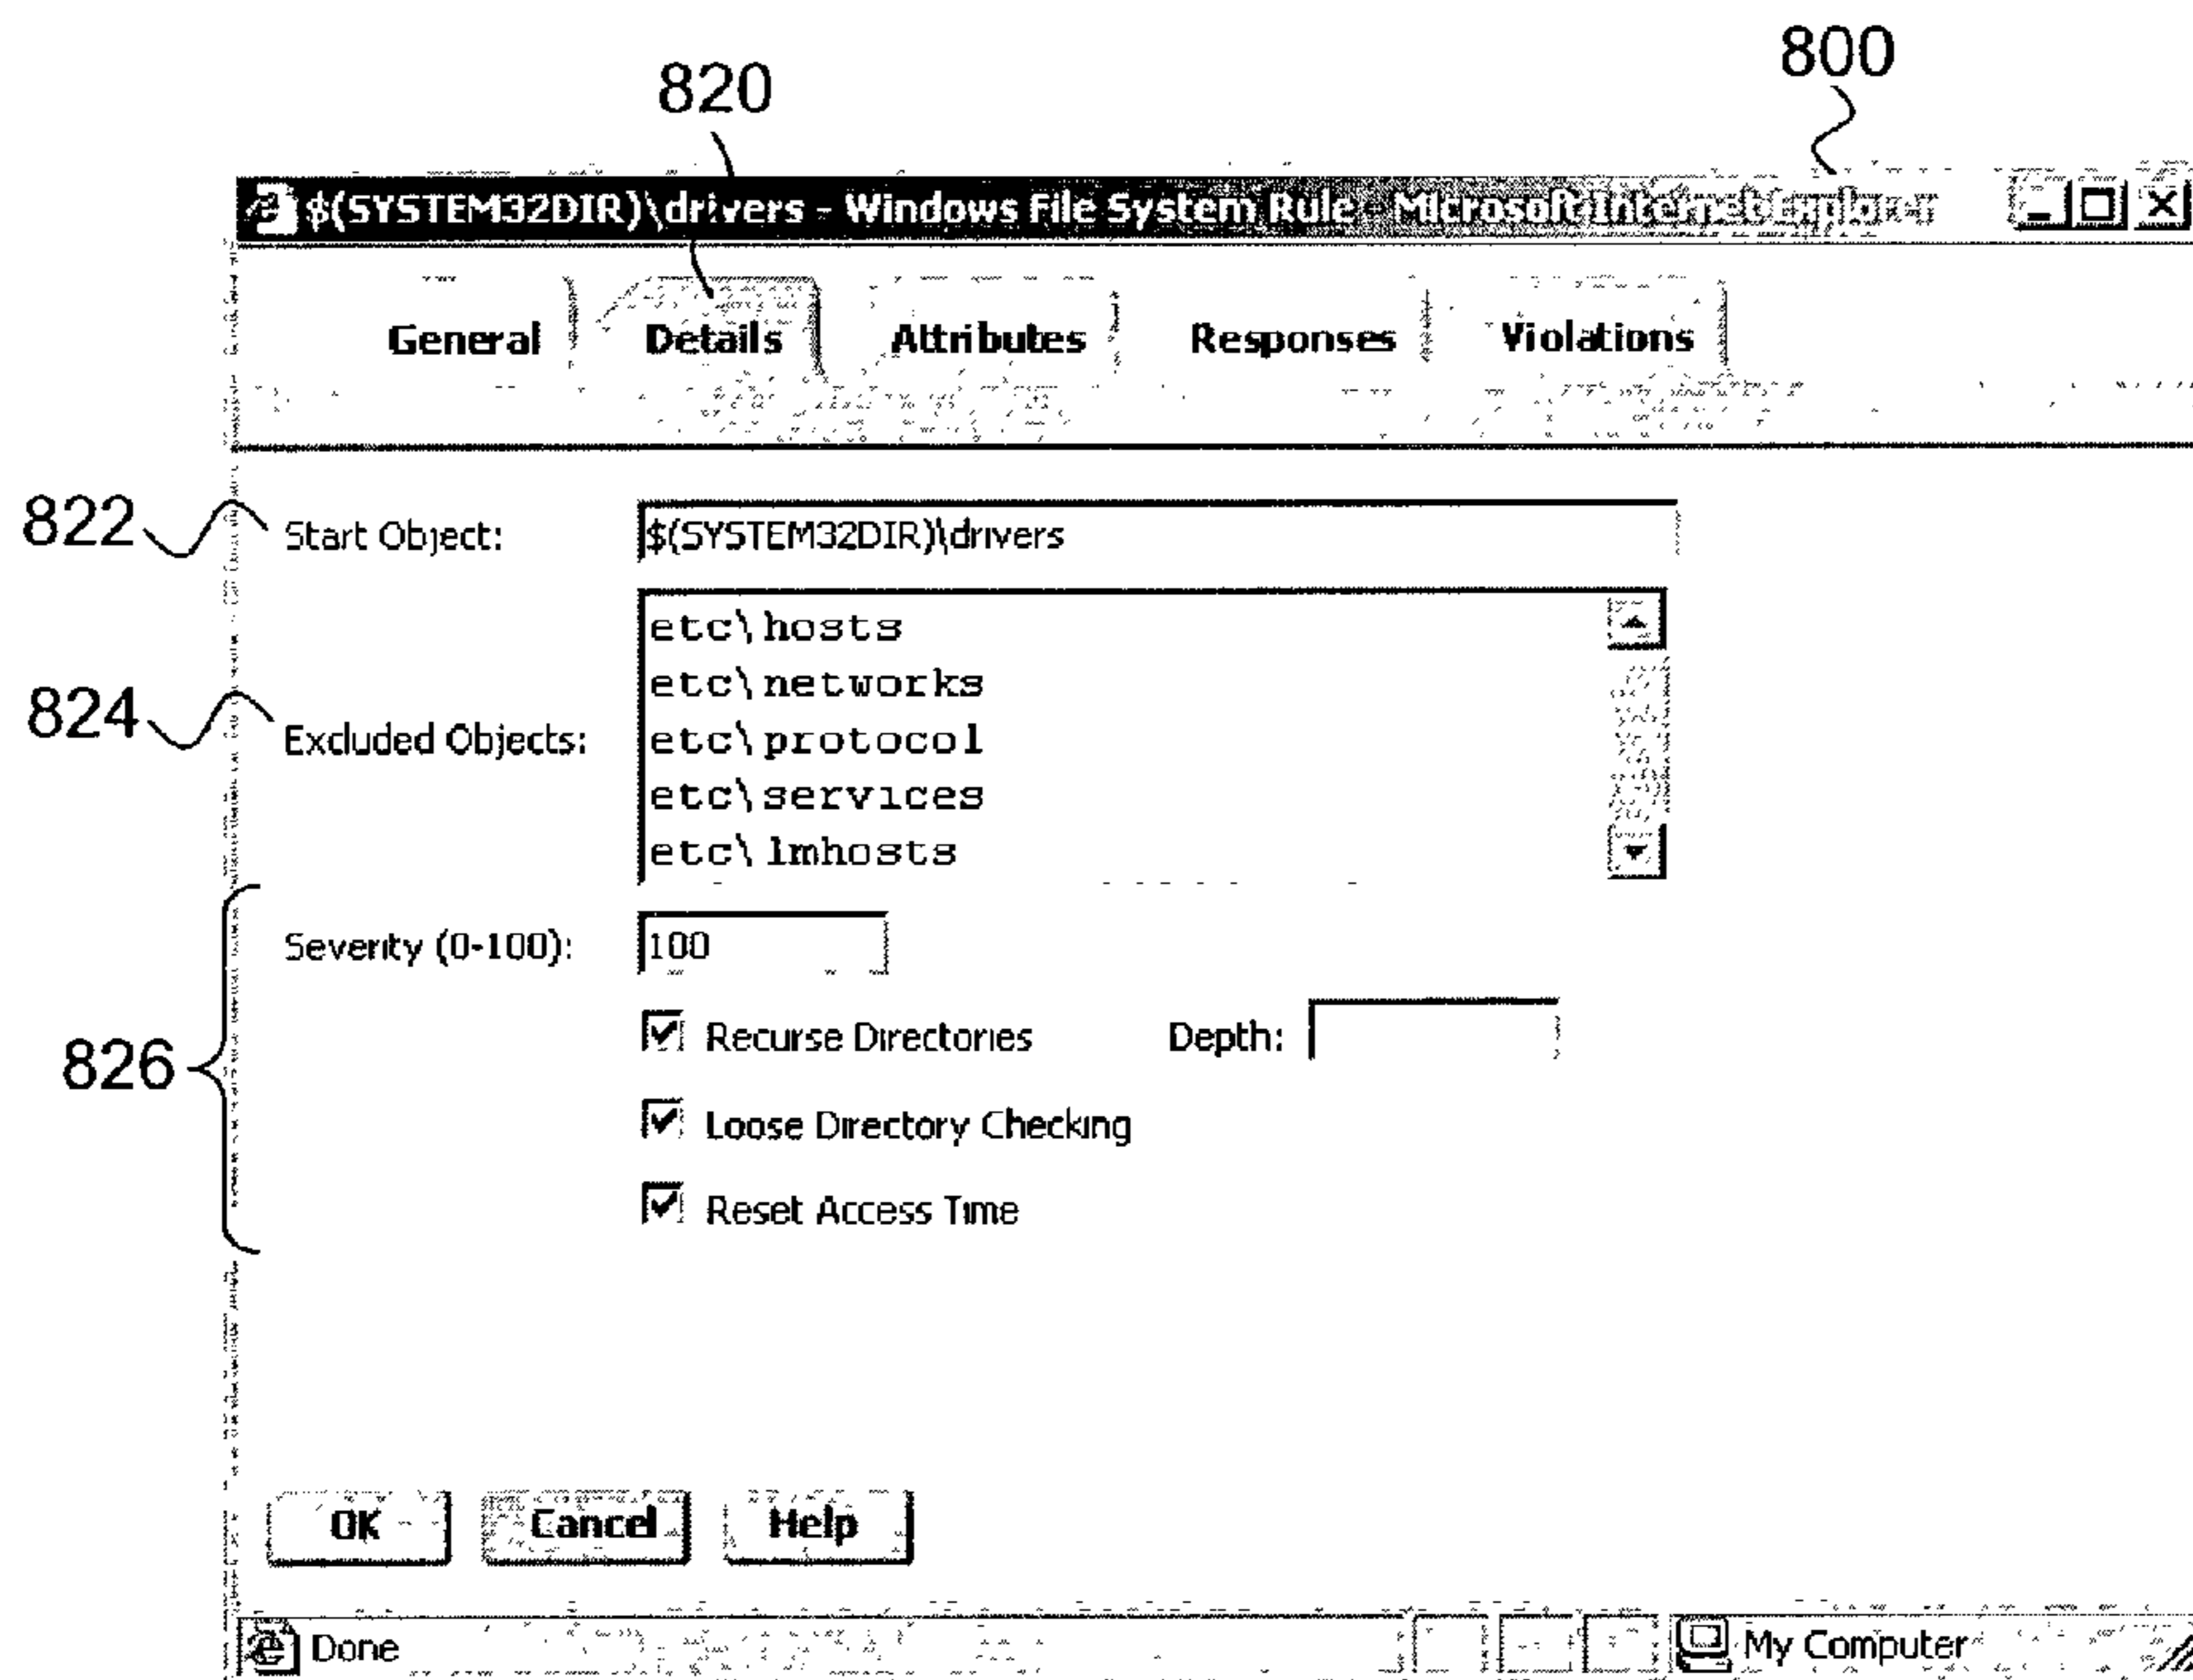 800
820
$(SYSTEM32DIR)\drivers - Windows File System Rule - Microsoft Internet Explorer
General Details Attributes Responses Violations
822 Start Object: $(SYSTEM32DIR)\drivers
etc\hosts
etc\networks
824 Excluded Objects: etc\protocol
etc\services
etc\lmhosts
Severity (0-100): 100
826 Recurse Directories Depth:
Loose Directory Checking
Reset Access Time
OK Cancel Help
Done My Computer